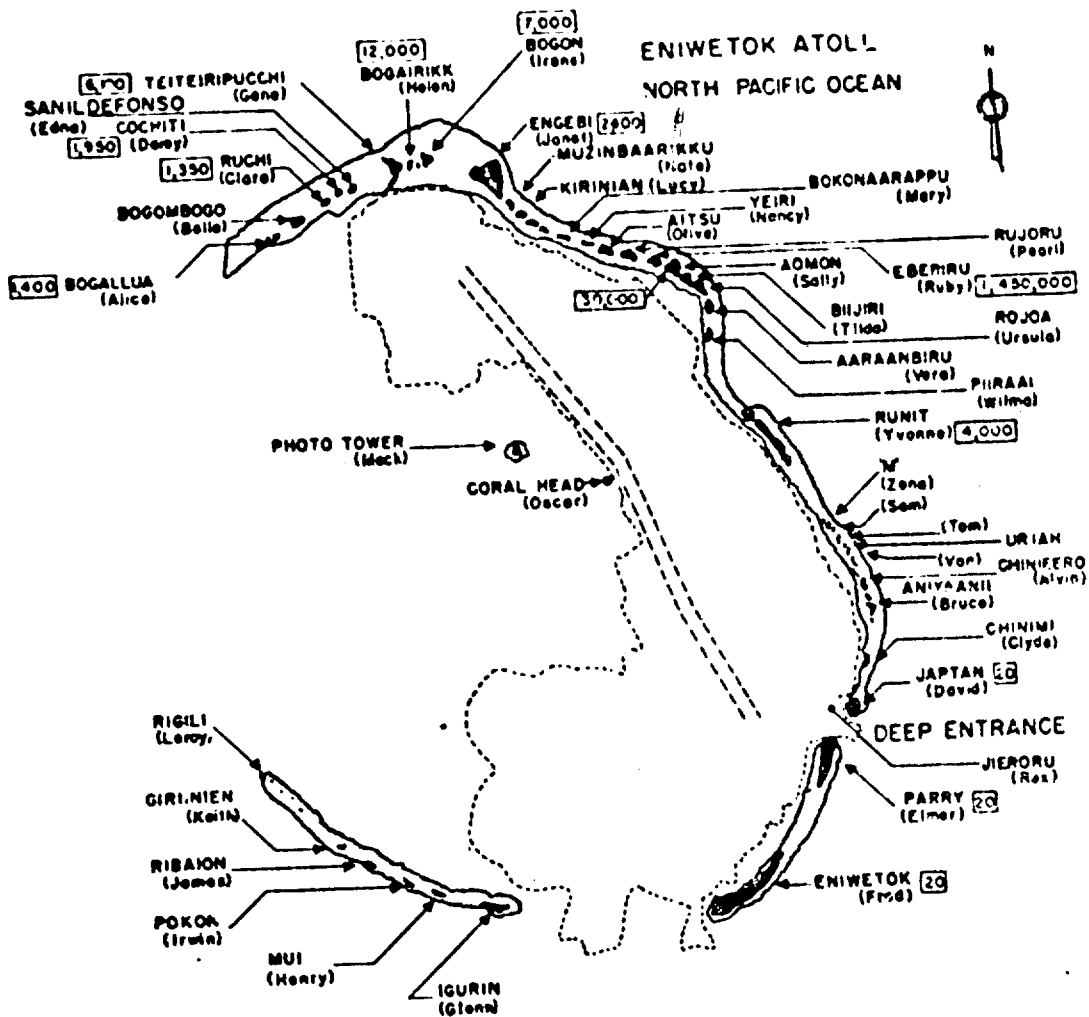 ENIWETOK ATOLL
NORTH PACIFIC OCEAN
N
7,000
BOGON
(Irene)
12,000
BOGAIRIKK
(Helen)
TEITEIRIPUCCHI
(Gene)
SANILDEFONSO
(Edna)
COCHITI
(Daisy)
1,950
1,350
RUCHI
(Clara)
BOGOMBOGO
(Belle)
BOGALLUA
(Alice)
ENGEBI
(Janet)
MUZINBAARIKKU
(Kate)
KIRINIAN (Lucy)
BOKONAARAPPU
(Mary)
YEIRI
(Nancy)
AITSU
(Olive)
RUJORU
(Pearl)
EBERIRU
(Ruby) 1,450,000
AOMON
(Sally)
BIIJIRI
(Tilda)
ROJOA
(Ursula)
AARAANBIRU
(Vera)
PIIRAAI
(Wilma)
RUNIT
(Yvonne) 4,000
PHOTO TOWER
(Mack)
CORAL HEAD
(Oscar)
(Zona)
(Sam)
(Tom)
URIAH
(Van)
CHINIEERO
(Alvin)
ANIYAANII
(Bruce)
CHINIMI
(Clyde)
JAPTAN
(David)
DEEP ENTRANCE
JIERORU
(Rex)
PARRY 20
(Elmer)
ENIWETOK 20
(Fred)
RIGILI
(Leroy)
GIRINIEN
(Keith)
RIBAION
(James)
POKON
(Irwin)
MUI
(Henry)
IGURIN
(Glenn)